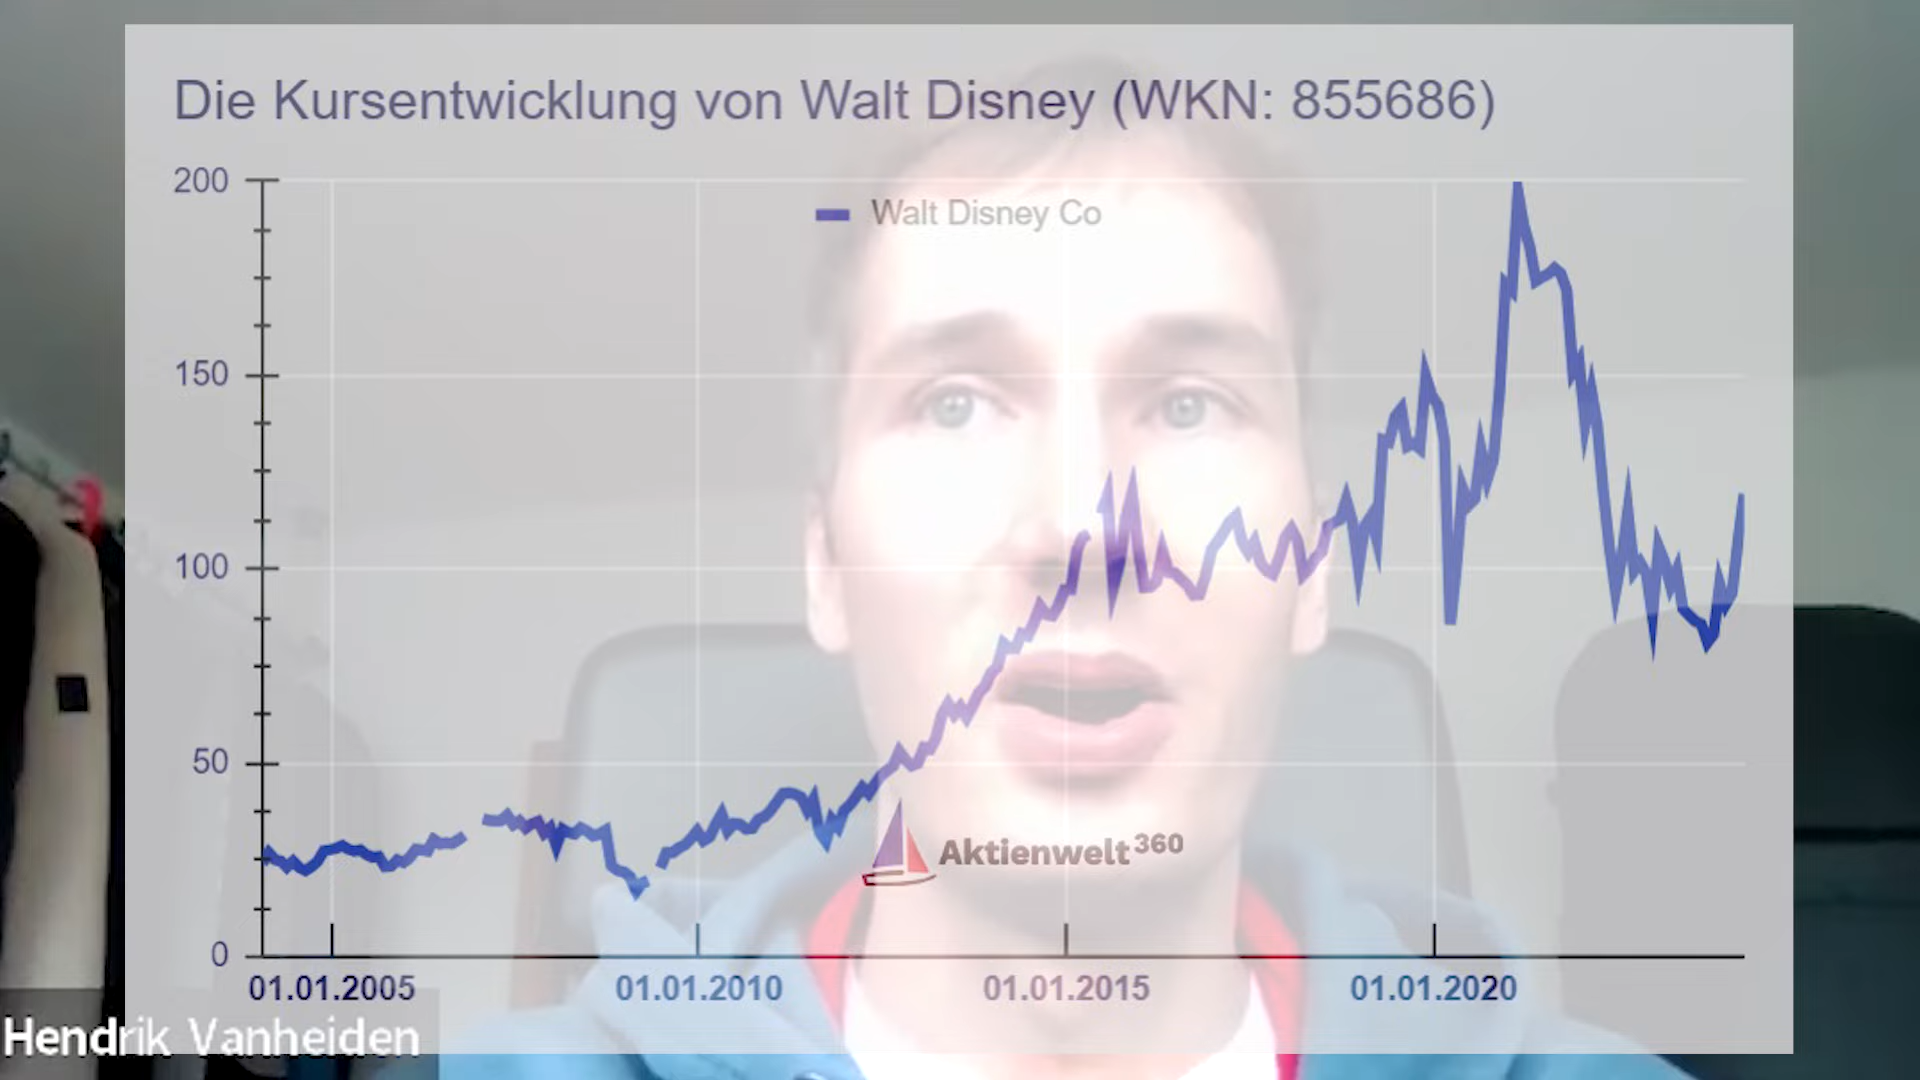 Die Kursentwicklung von Walt Disney (WKN: 855686)
200
Walt Disney Co
150
100
50
Aktienwelt360
0
01.01.2005 01.01.2010 01.01.2015 01.01.2020
Hendrik Vanheiden